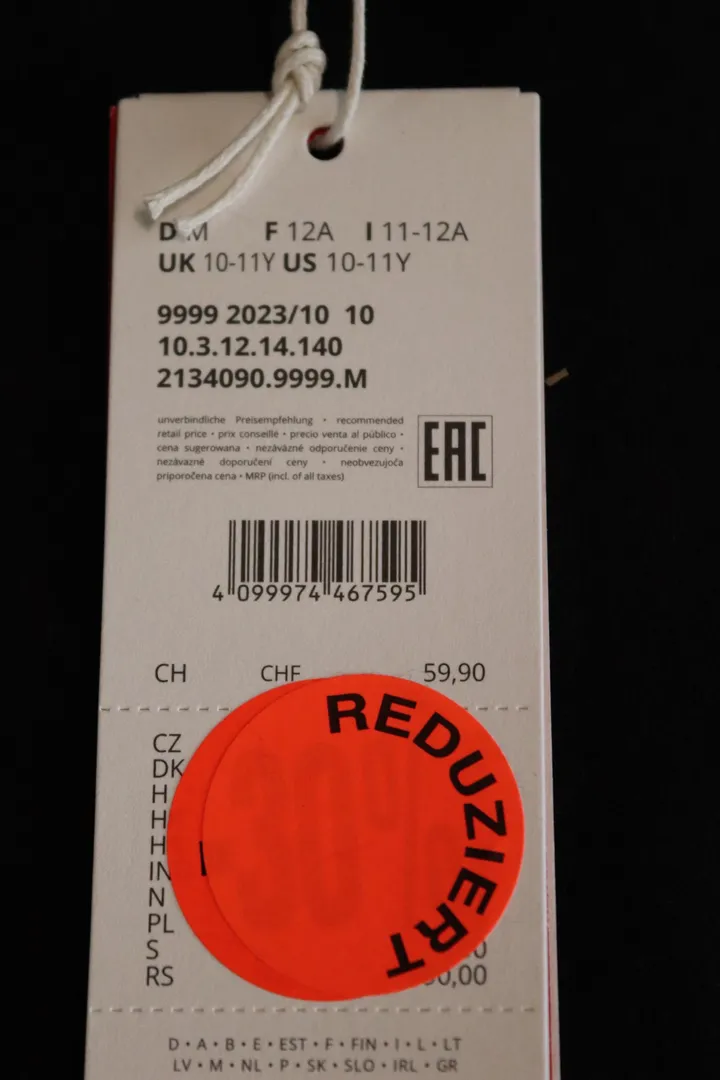 D M F 12A I 11-12A
UK 10-11Y US 10-11Y
9999 2023/10 10
10.3.12.14.140
2134090.9999.M
unverbindliche Preisempfehlung • recommended
retail price • prix conseillé • precio venta al público •
cena sugerowana • nezáväzné odporučenie ceny •
nezávazné doporučení ceny • neobvezujoča
priporočena cena • MRP (incl. of all taxes)
EAC
4 099974 467595
CH CHF 59,90
REDUZIERT
30%
CZ
DK
H
H
H
IN
N
PL
S
RS
D • A • B • E • EST • F • FIN • I • L • LT
LV • M • NL • P • SK • SLO • IRL • GR